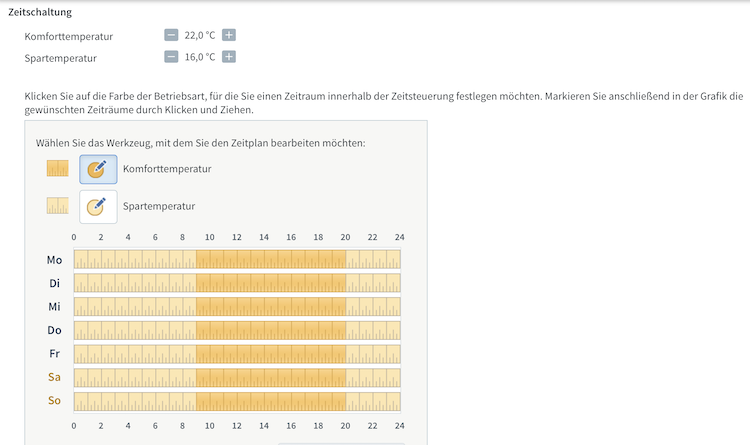 Zeitschaltung
Komforttemperatur − 22,0 °C +
Spartemperatur − 16,0 °C +
Klicken Sie auf die Farbe der Betriebsart, für die Sie einen Zeitraum innerhalb der Zeitsteuerung festlegen möchten. Markieren Sie anschließend in der Grafik die
gewünschten Zeiträume durch Klicken und Ziehen.
Wählen Sie das Werkzeug, mit dem Sie den Zeitplan bearbeiten möchten:
Komforttemperatur
Spartemperatur
0 2 4 6 8 10 12 14 16 18 20 22 24
Mo
Di
Mi
Do
Fr
Sa
So
0 2 4 6 8 10 12 14 16 18 20 22 24